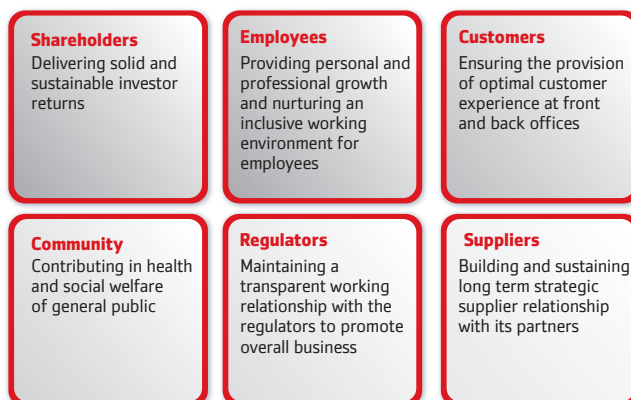 Shareholders
Delivering solid and
sustainable investor
returns
Employees
Providing personal and
professional growth
and nurturing an
inclusive working
environment for
employees
Customers
Ensuring the provision
of optimal customer
experience at front
and back offices
Community
Contributing in health
and social welfare
of general public
Regulators
Maintaining a
transparent working
relationship with the
regulators to promote
overall business
Suppliers
Building and sustaining
long term strategic
supplier relationship
with its partners